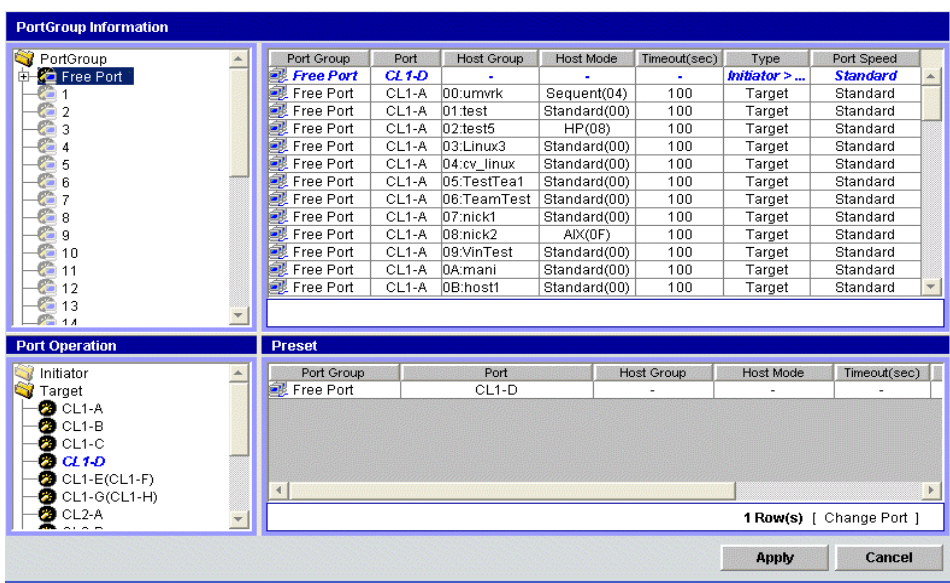 PortGroup Information
PortGroup
Free Port
1
2
3
4
5
6
7
8
9
10
11
12
13
14
Port Group Port Host Group Host Mode Timeout(sec) Type Port Speed
Free Port CL1-D - - - Initiator > ... Standard
Free Port CL1-A 00:umvrk Sequent(04) 100 Target Standard
Free Port CL1-A 01:test Standard(00) 100 Target Standard
Free Port CL1-A 02:test5 HP(08) 100 Target Standard
Free Port CL1-A 03:Linux3 Standard(00) 100 Target Standard
Free Port CL1-A 04:cv_linux Standard(00) 100 Target Standard
Free Port CL1-A 05:TestTea1 Standard(00) 100 Target Standard
Free Port CL1-A 06:TeamTest Standard(00) 100 Target Standard
Free Port CL1-A 07:nick1 Standard(00) 100 Target Standard
Free Port CL1-A 08:nick2 AIX(0F) 100 Target Standard
Free Port CL1-A 09:VinTest Standard(00) 100 Target Standard
Free Port CL1-A 0A:mani Standard(00) 100 Target Standard
Free Port CL1-A 0B:host1 Standard(00) 100 Target Standard
Port Operation
Initiator
Target
CL1-A
CL1-B
CL1-C
CL1-D
CL1-E(CL1-F)
CL1-G(CL1-H)
CL2-A
Preset
Port Group Port Host Group Host Mode Timeout(sec)
Free Port CL1-D - - -
1 Row(s) [ Change Port ]
Apply Cancel